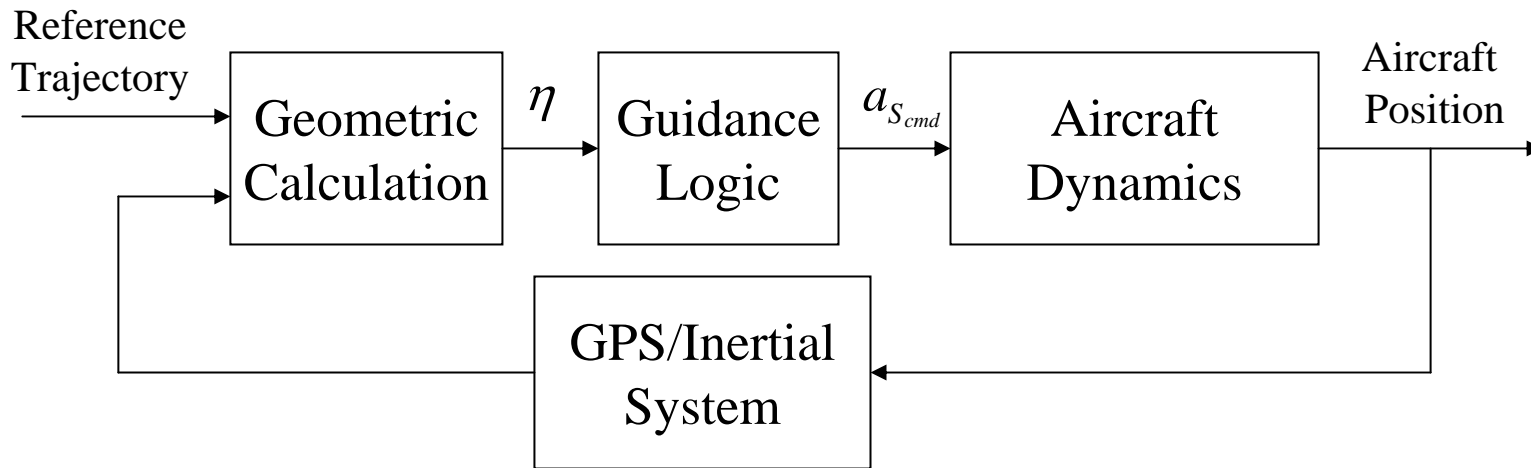 Reference
Trajectory
Geometric
Calculation
η
Guidance
Logic
a_{S_{cmd}}
Aircraft
Dynamics
Aircraft
Position
GPS/Inertial
System